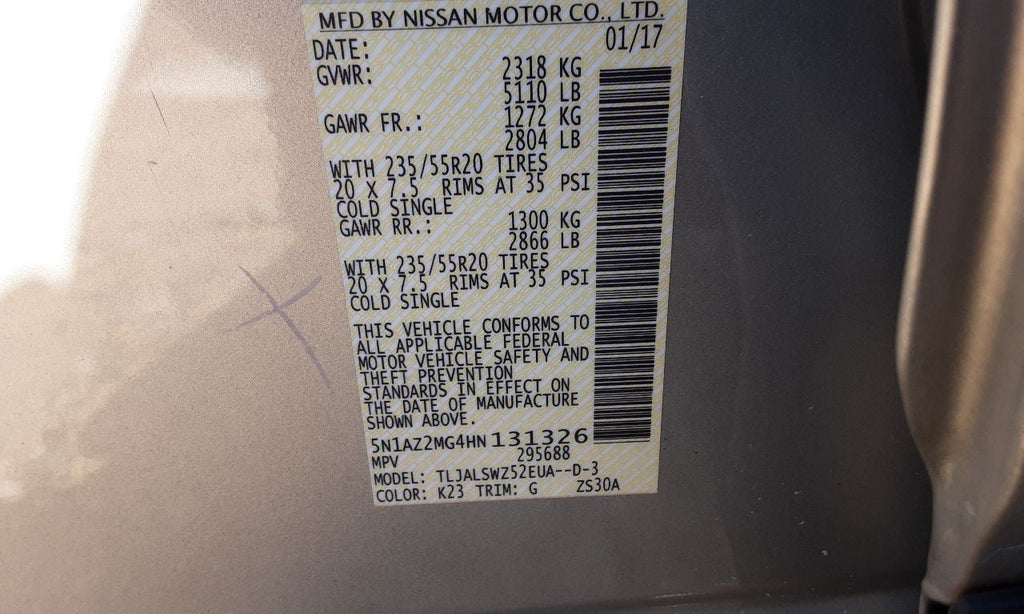 MFD BY NISSAN MOTOR CO., LTD.
DATE: 01/17
GVWR: 2318 KG
5110 LB
GAWR FR.: 1272 KG
2804 LB
WITH 235/55R20 TIRES
20 X 7.5 RIMS AT 35 PSI
COLD SINGLE
GAWR RR.: 1300 KG
2866 LB
WITH 235/55R20 TIRES
20 X 7.5 RIMS AT 35 PSI
COLD SINGLE
THIS VEHICLE CONFORMS TO
ALL APPLICABLE FEDERAL
MOTOR VEHICLE SAFETY AND
THEFT PREVENTION
STANDARDS IN EFFECT ON
THE DATE OF MANUFACTURE
SHOWN ABOVE.
5N1AZ2MG4HN131326
MPV 295688
MODEL: TLJALSWZ52EUA--D-3
COLOR: K23 TRIM: G ZS30A